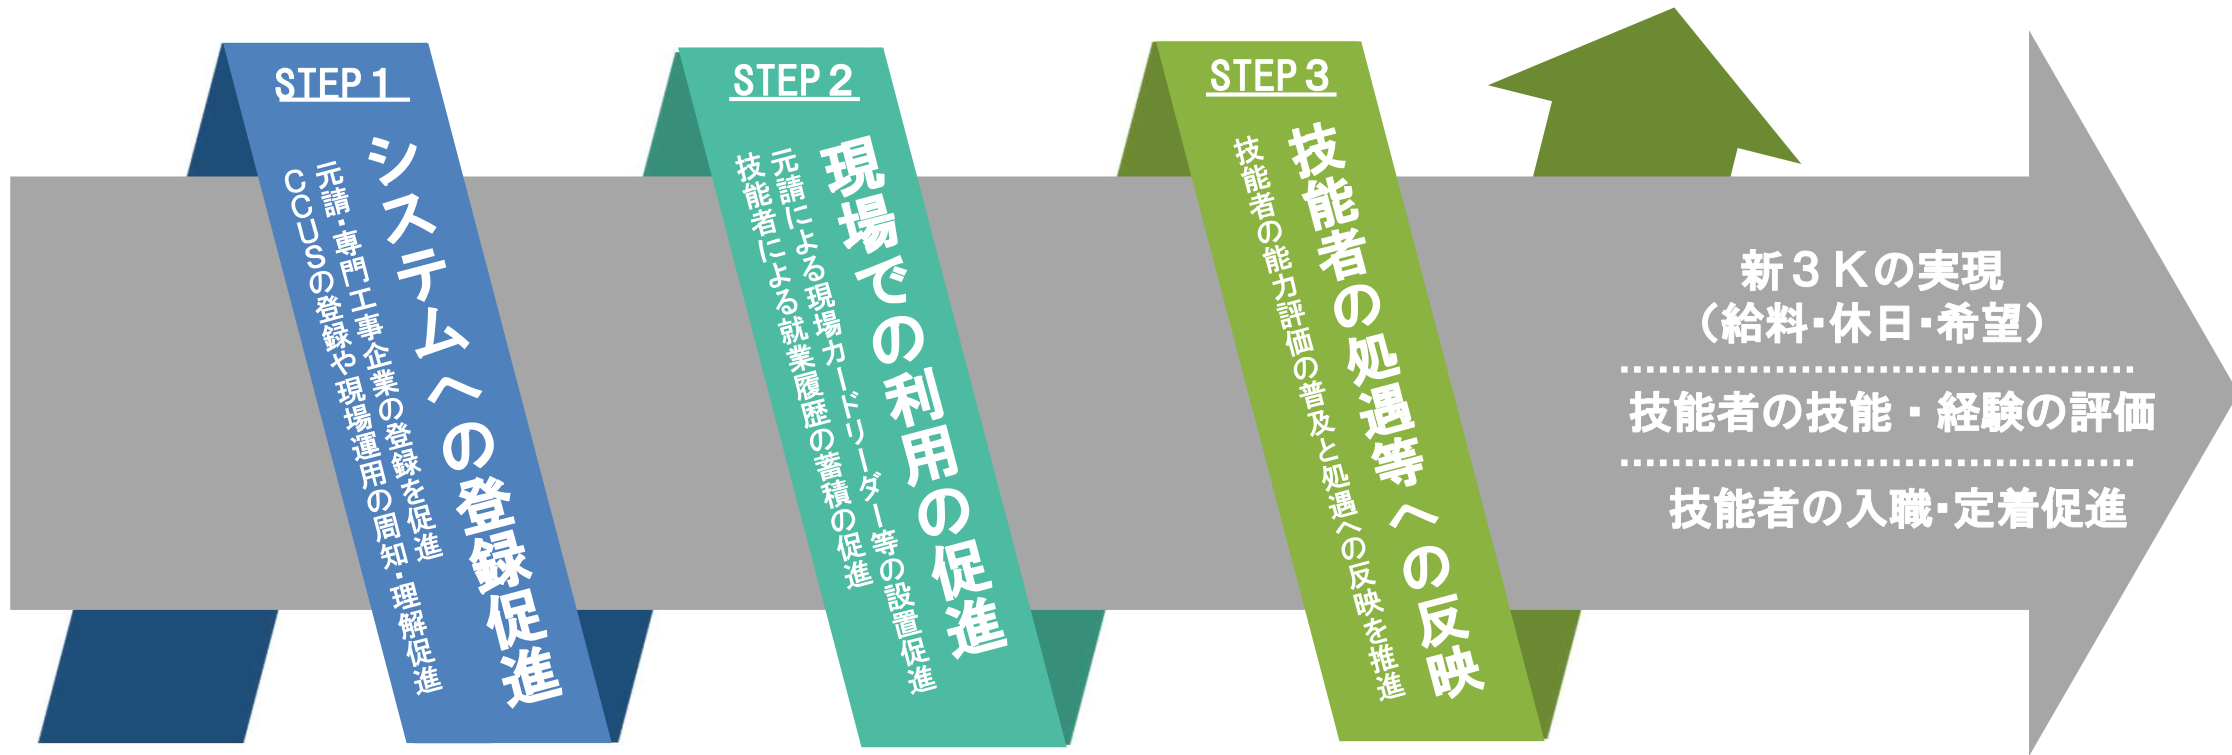 STEP１
システムへの登録促進
元請・専門工事企業の登録を促進
ＣＣＵＳの登録や現場運用の周知・理解促進
STEP２
現場での利用の促進
元請による現場カードリーダー等の設置促進
技能者による就業履歴の蓄積の促進
STEP３
技能者の処遇等への反映
技能者の能力評価の普及と処遇への反映を推進
新３Ｋの実現
（給料・休日・希望）
技能者の技能・経験の評価
技能者の入職・定着促進